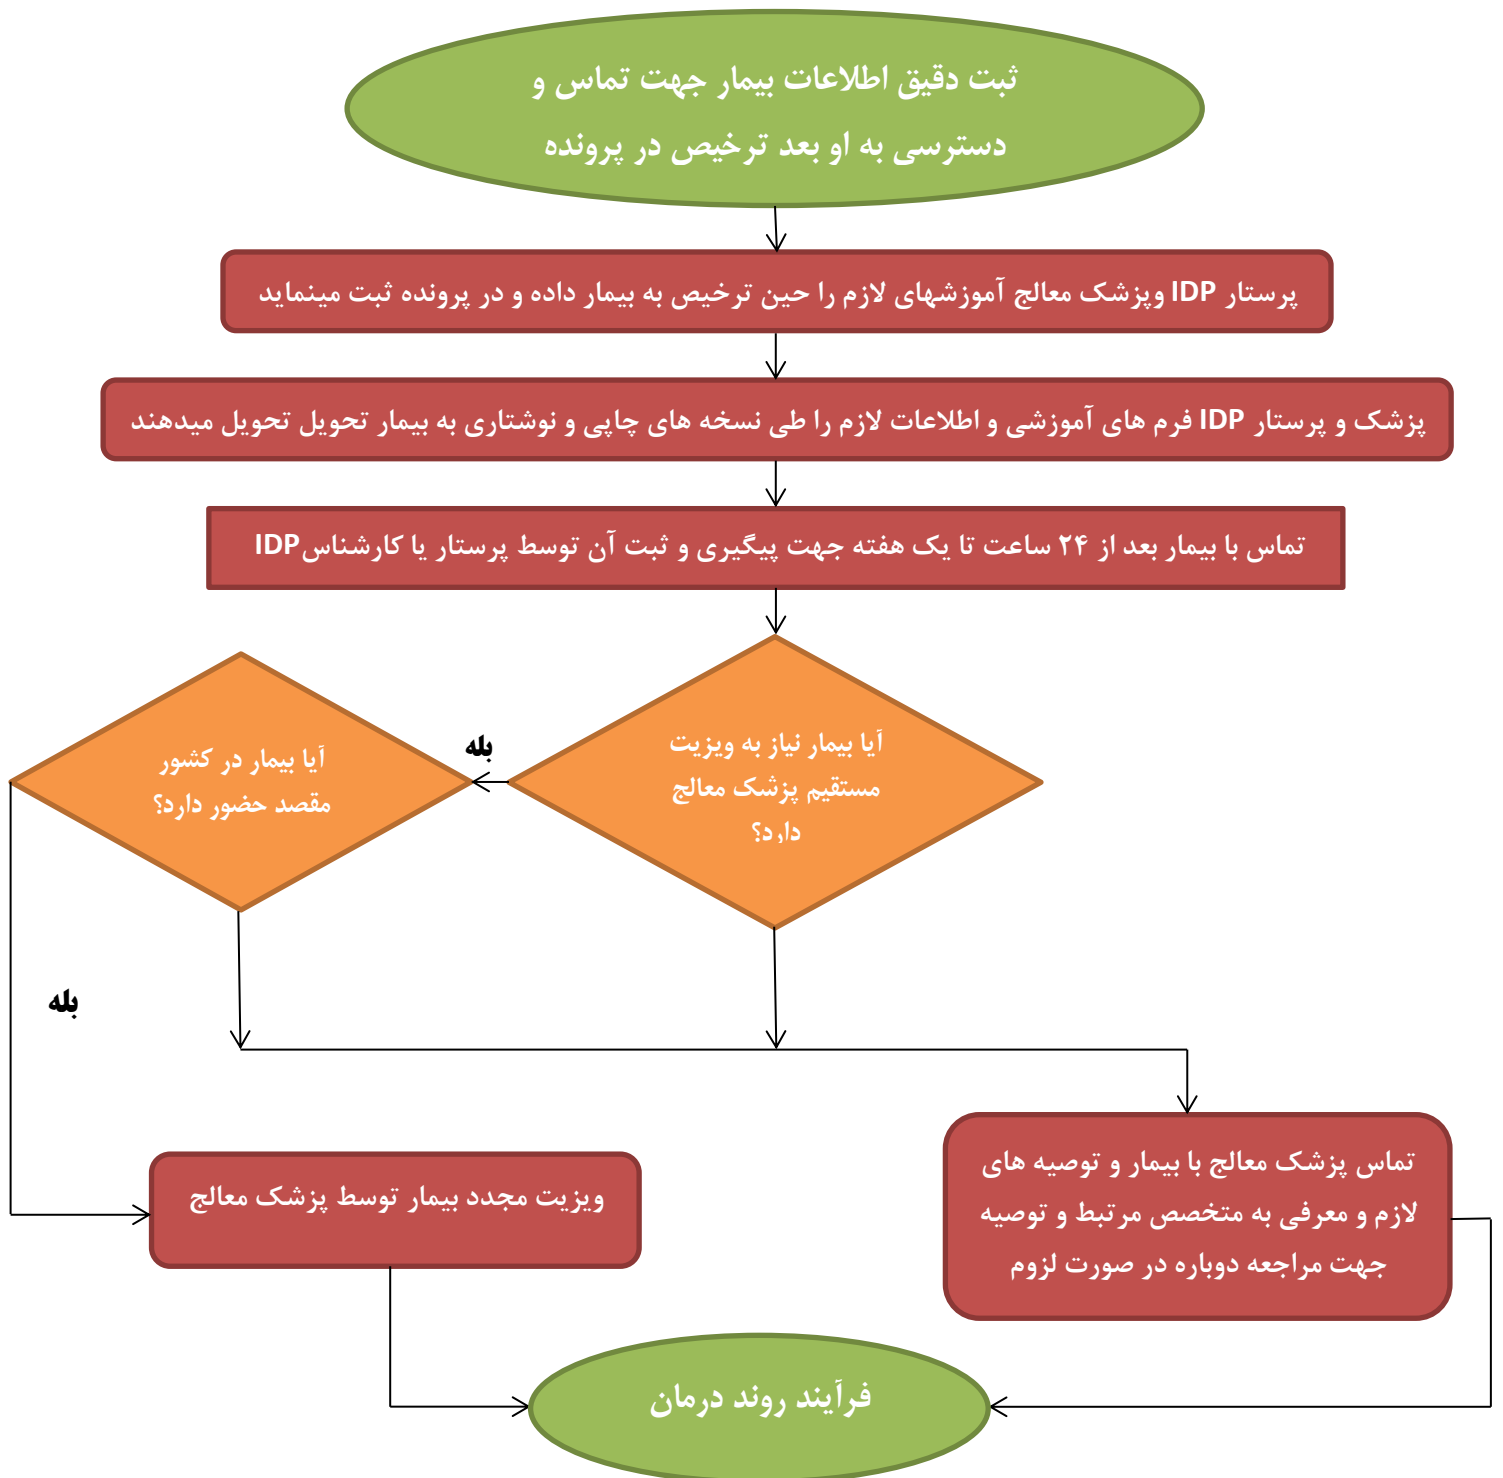 ثبت دقیق اطلاعات بیمار جهت تماس و
دسترسی به او بعد ترخیص در پرونده
پرستار IDP وپزشک معالج آموزشهای لازم را حین ترخیص به بیمار داده و در پرونده ثبت مینماید
پزشک و پرستار IDP فرم های آموزشی و اطلاعات لازم را طی نسخه های چاپی و نوشتاری به بیمار تحویل تحویل میدهند
تماس با بیمار بعد از ۲۴ ساعت تا یک هفته جهت پیگیری و ثبت آن توسط پرستار یا کارشناسIDP
آیا بیمار نیاز به ویزیت
مستقیم پزشک معالج
دارد؟
بله
آیا بیمار در کشور
مقصد حضور دارد؟
بله
تماس پزشک معالج با بیمار و توصیه های
لازم و معرفی به متخصص مرتبط و توصیه
جهت مراجعه دوباره در صورت لزوم
ویزیت مجدد بیمار توسط پزشک معالج
فرآیند روند درمان